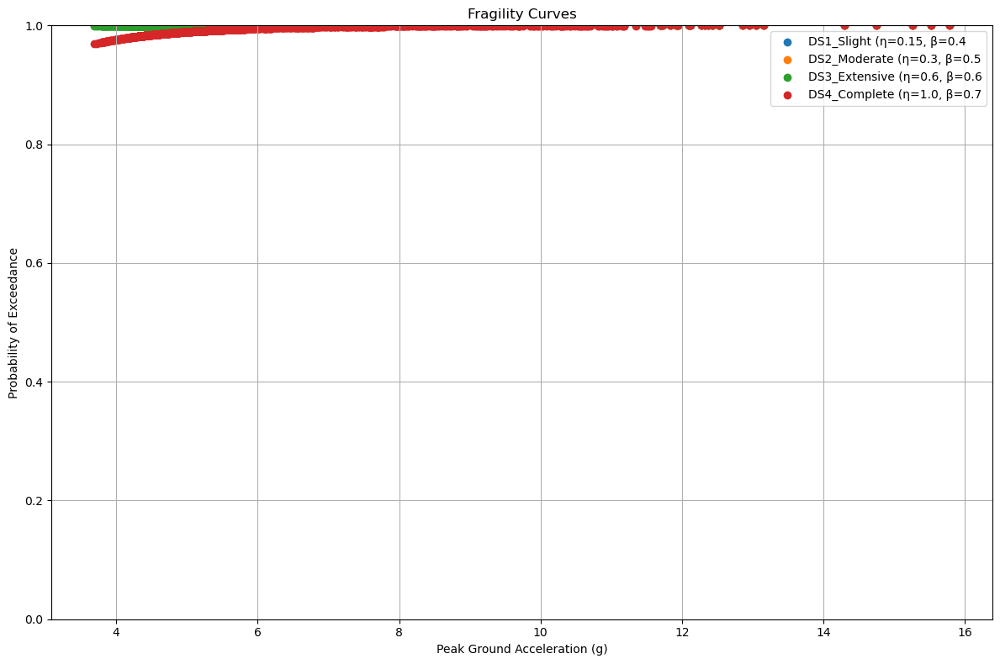 Fragility Curves
1.0
0.8
0.6
0.4
0.2
0.0
Probability of Exceedance
DS1_Slight (η=0.15, β=0.4
DS2_Moderate (η=0.3, β=0.5
DS3_Extensive (η=0.6, β=0.6
DS4_Complete (η=1.0, β=0.7
4 6 8 10 12 14 16
Peak Ground Acceleration (g)